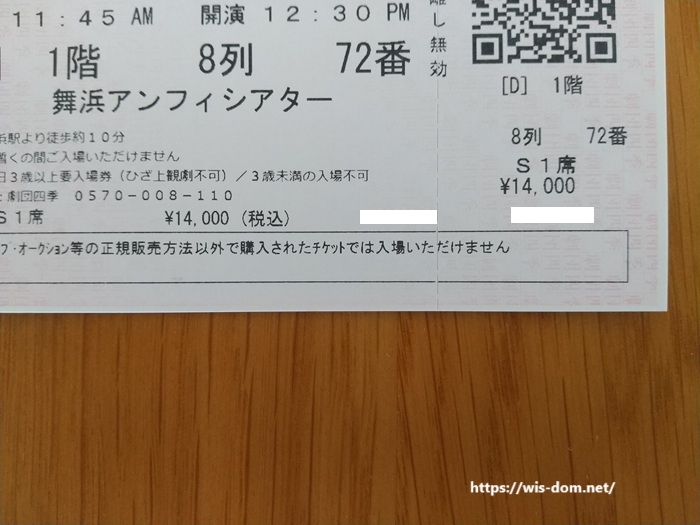 11:45 AM 開演 12:30 PM
1階 8列 72番
舞浜アンフィシアター
浜駅より徒歩約10分
暫くの間ご入場いただけません
日3歳以上要入場券（ひざ上観劇不可）／3歳未満の入場不可
：劇団四季 0570-008-110
S1席 ¥14,000（税込）
プ･オークション等の正規販売方法以外で購入されたチケットでは入場いただけません
離し無効
[D] 1階
8列 72番
S1席
¥14,000
https://wis-dom.net/